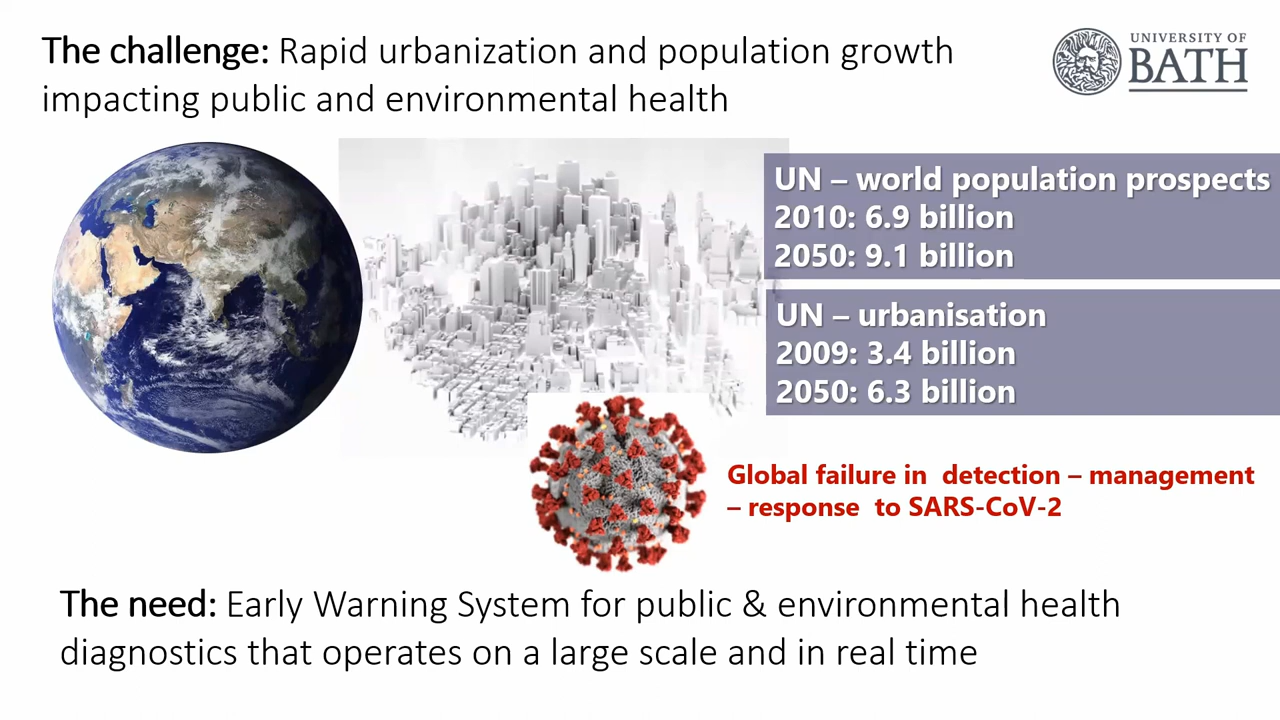 The challenge: Rapid urbanization and population growth
impacting public and environmental health
UNIVERSITY OF
BATH
UN – world population prospects
2010: 6.9 billion
2050: 9.1 billion
UN – urbanisation
2009: 3.4 billion
2050: 6.3 billion
Global failure in detection – management
– response to SARS-CoV-2
The need: Early Warning System for public & environmental health
diagnostics that operates on a large scale and in real time